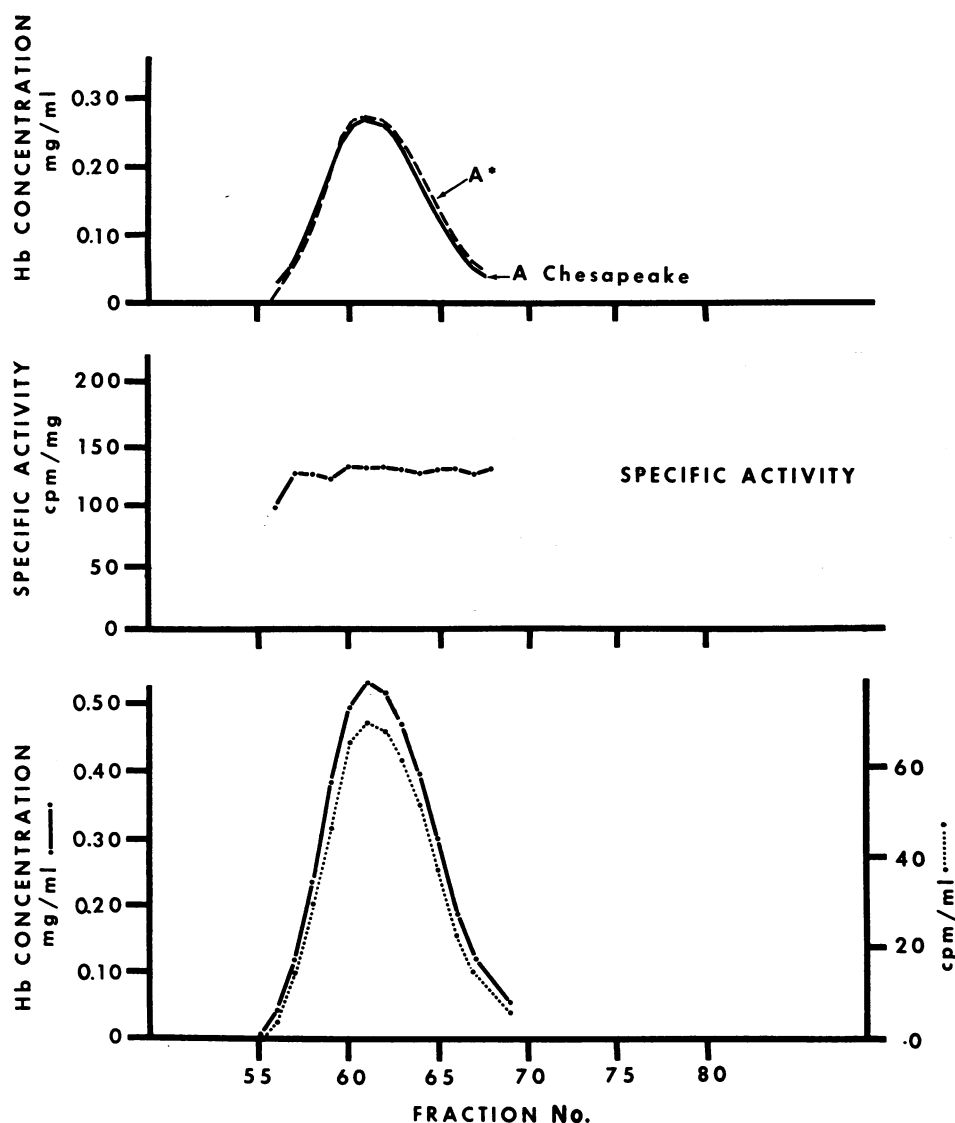 Hb CONCENTRATION
mg/ml
0.30
0.20
0.10
0
A*
A Chesapeake
SPECIFIC ACTIVITY
cpm/mg
200
150
100
50
0
SPECIFIC ACTIVITY
Hb CONCENTRATION
mg/ml
0.50
0.40
0.30
0.20
0.10
0
60
40
20
0
cpm/ml
55 60 65 70 75 80
FRACTION No.